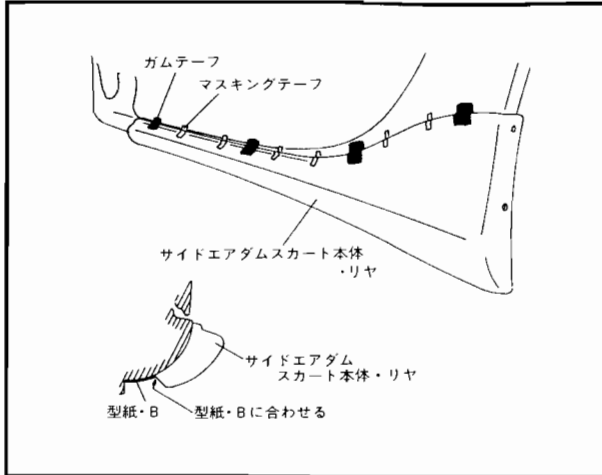 ガムテーフ
マスキングテーフ
サイドエアダムスカート本体
・リヤ
サイドエアダム
スカート本体・リヤ
型紙・B
型紙・Bに合わせる